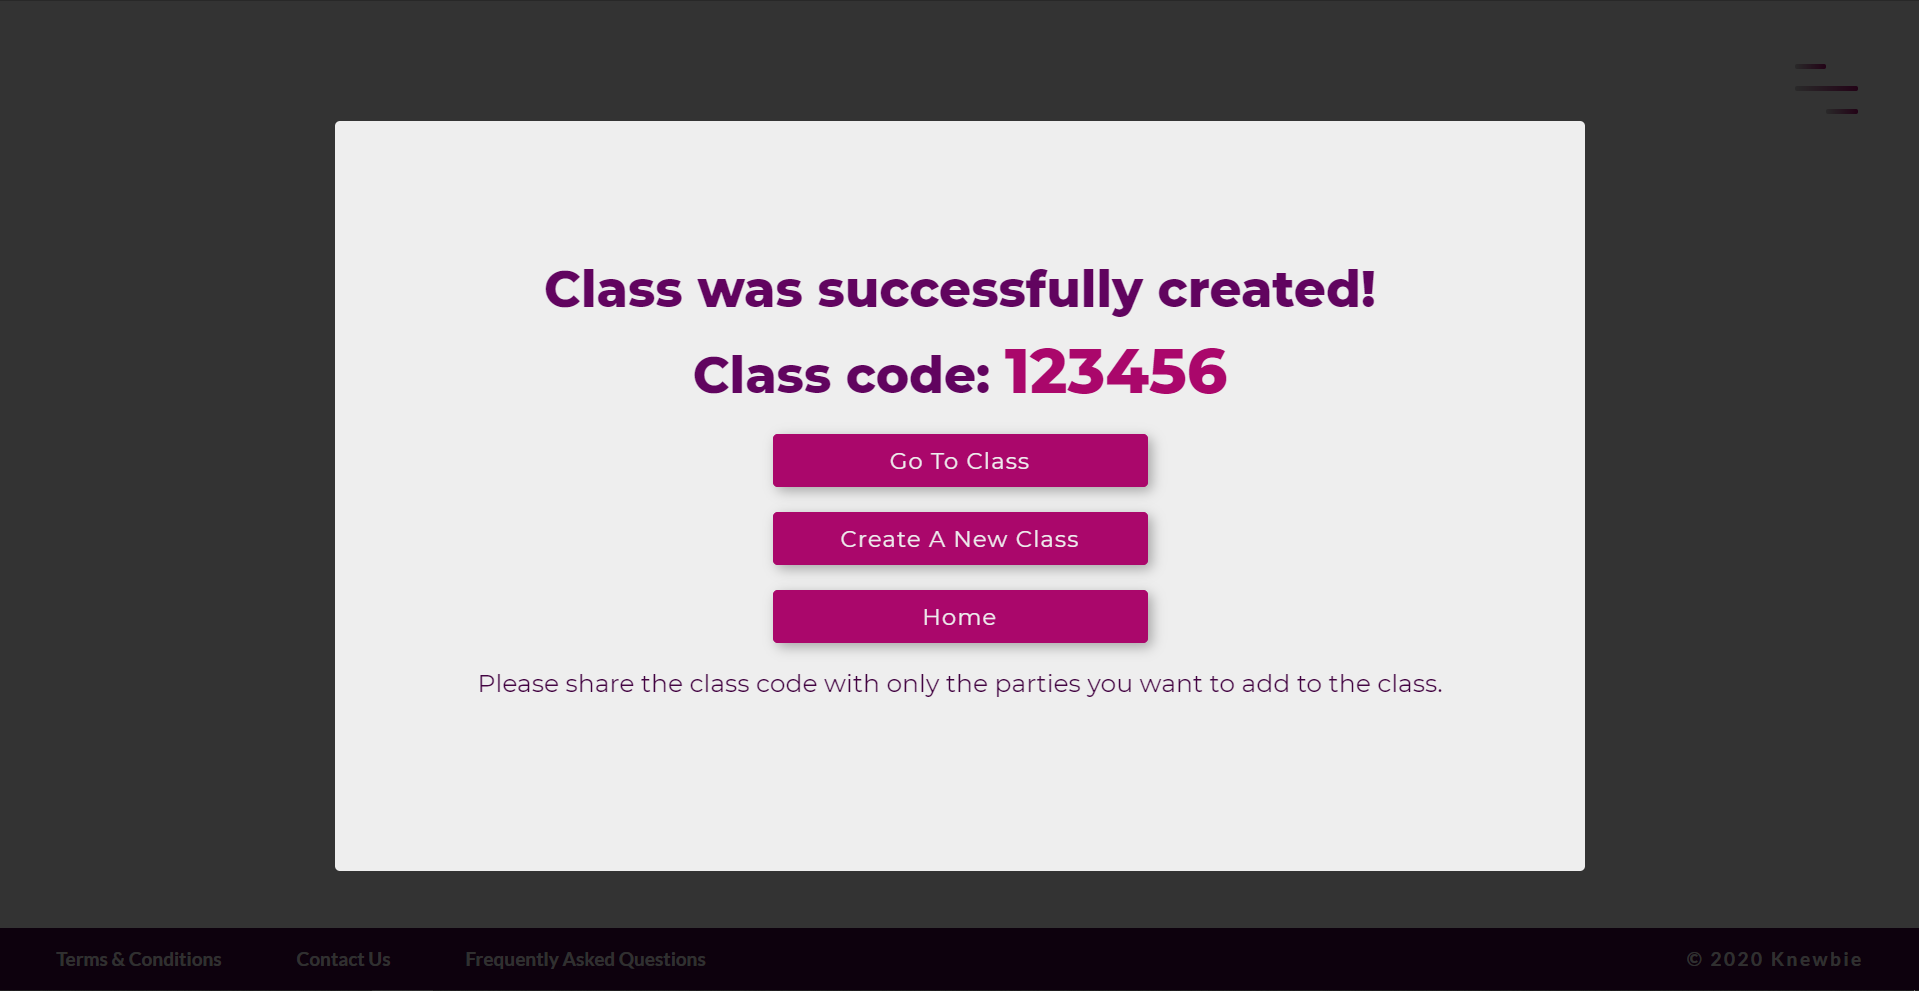 Class was successfully created!
Class code: 123456
Go To Class
Create A New Class
Home
Please share the class code with only the parties you want to add to the class.
Terms & Conditions Contact Us Frequently Asked Questions © 2020 Knewbie